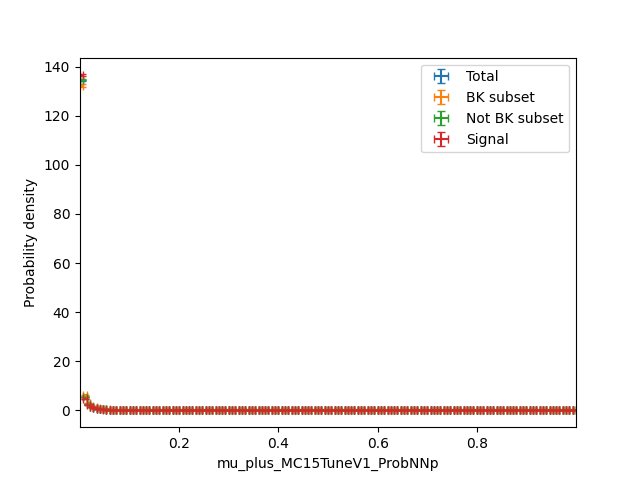 Total
BK subset
Not BK subset
Signal
140
120
100
80
60
40
20
0
Probability density
0.2 0.4 0.6 0.8
mu_plus_MC15TuneV1_ProbNNp